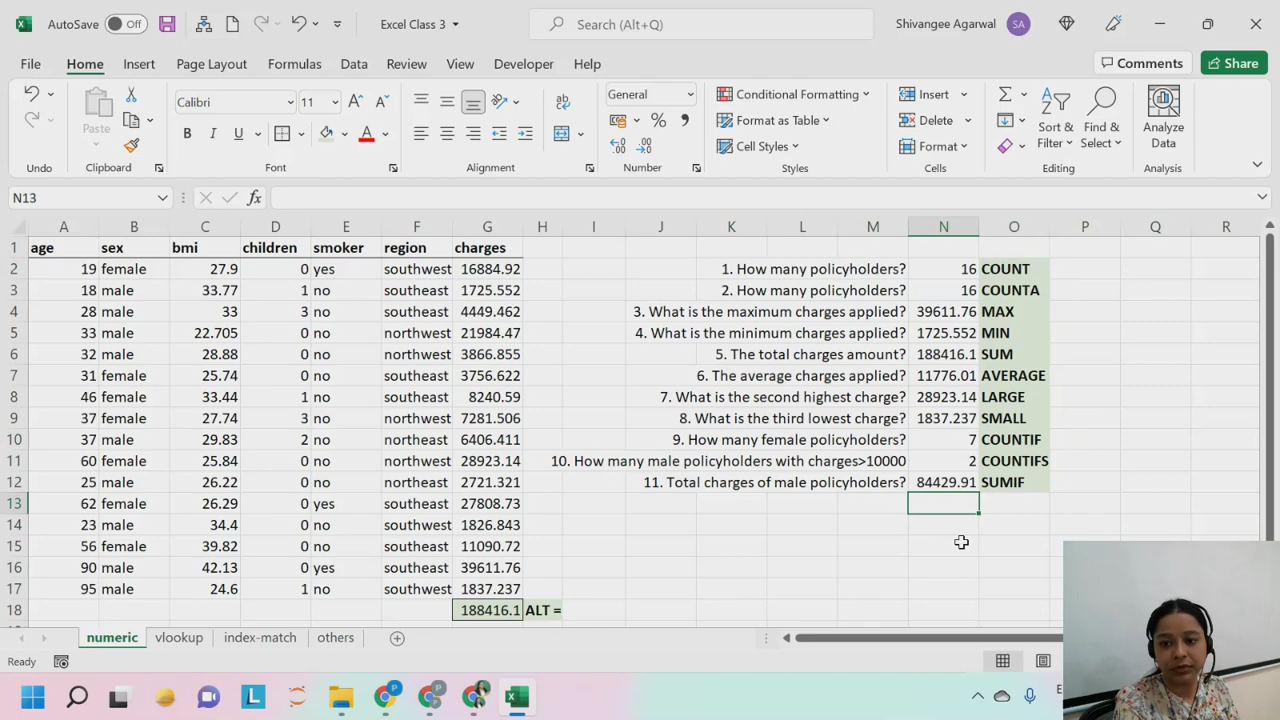 AutoSave Off Excel Class 3 Search (Alt+Q) Shivangee Agarwal SA
File Home Insert Page Layout Formulas Data Review View Developer Help Comments Share
Calibri 11 General Conditional Formatting Insert
Paste Format as Table Delete Sort & Filter Find & Select Analyze Data
B I U A Cell Styles Format
Undo Clipboard Font Alignment Number Styles Cells Editing Analysis
N13 fx
A B C D E F G H I J K L M N O P Q R
1 age sex bmi children smoker region charges
2 19 female 27.9 0 yes southwest 16884.92 1. How many policyholders? 16 COUNT
3 18 male 33.77 1 no southeast 1725.552 2. How many policyholders? 16 COUNTA
4 28 male 33 3 no southeast 4449.462 3. What is the maximum charges applied? 39611.76 MAX
5 33 male 22.705 0 no northwest 21984.47 4. What is the minimum charges applied? 1725.552 MIN
6 32 male 28.88 0 no northwest 3866.855 5. The total charges amount? 188416.1 SUM
7 31 female 25.74 0 no southeast 3756.622 6. The average charges applied? 11776.01 AVERAGE
8 46 female 33.44 1 no southeast 8240.59 7. What is the second highest charge? 28923.14 LARGE
9 37 female 27.74 3 no northwest 7281.506 8. What is the third lowest charge? 1837.237 SMALL
10 37 male 29.83 2 no northeast 6406.411 9. How many female policyholders? 7 COUNTIF
11 60 female 25.84 0 no northwest 28923.14 10. How many male policyholders with charges>10000 2 COUNTIFS
12 25 male 26.22 0 no northeast 2721.321 11. Total charges of male policyholders? 84429.91 SUMIF
13 62 female 26.29 0 yes southeast 27808.73
14 23 male 34.4 0 no southwest 1826.843
15 56 female 39.82 0 no southeast 11090.72
16 90 male 42.13 0 yes southeast 39611.76
17 95 male 24.6 1 no southwest 1837.237
18 188416.1 ALT =
numeric vlookup index-match others
Ready